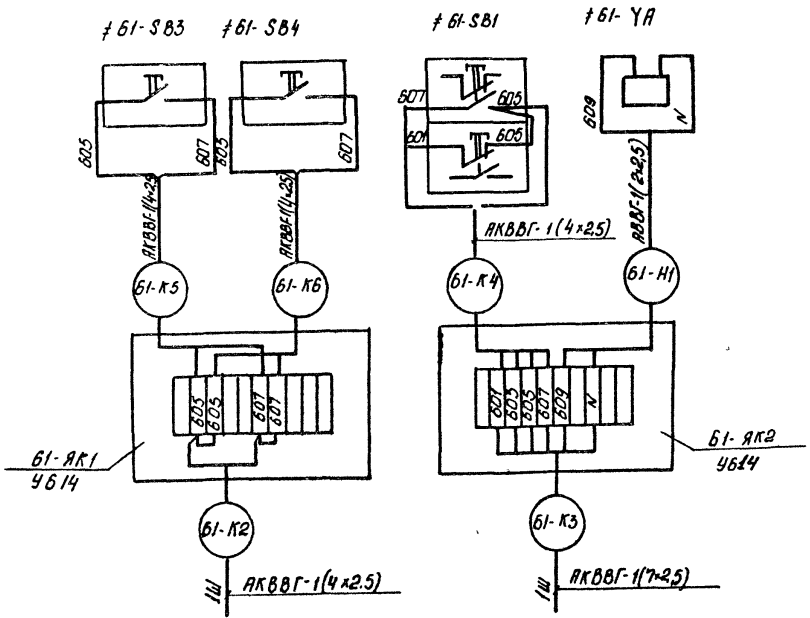 ≠ 61-SB3
≠ 61-SB4
≠ 61-SB1
≠ 61-YA
605
607
605
607
607
605
601
605
609
N
АКВВГ-1(4×2.5)
АКВВГ-1(4×2.5)
АКВВГ-1(4×2,5)
АВВГ-1(2×2,5)
61-К5
61-К6
61-К4
61-Н1
605
605
607
607
601
603
605
607
609
N
61-ЯК1
У614
61-ЯК2
У614
61-К2
61-К3
1Ш
АКВВГ-1(4×2.5)
1Ш
АКВВГ-1(7×2,5)